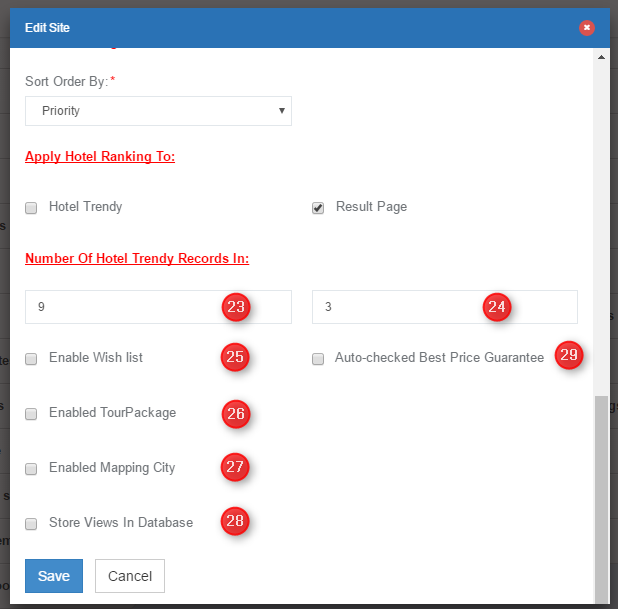 Edit Site
Sort Order By:*
Priority
Apply Hotel Ranking To:
Hotel Trendy
Result Page
Number Of Hotel Trendy Records In:
9 23
3 24
Enable Wish list 25
Auto-checked Best Price Guarantee 29
Enabled TourPackage 26
Enabled Mapping City 27
Store Views In Database 28
Save Cancel